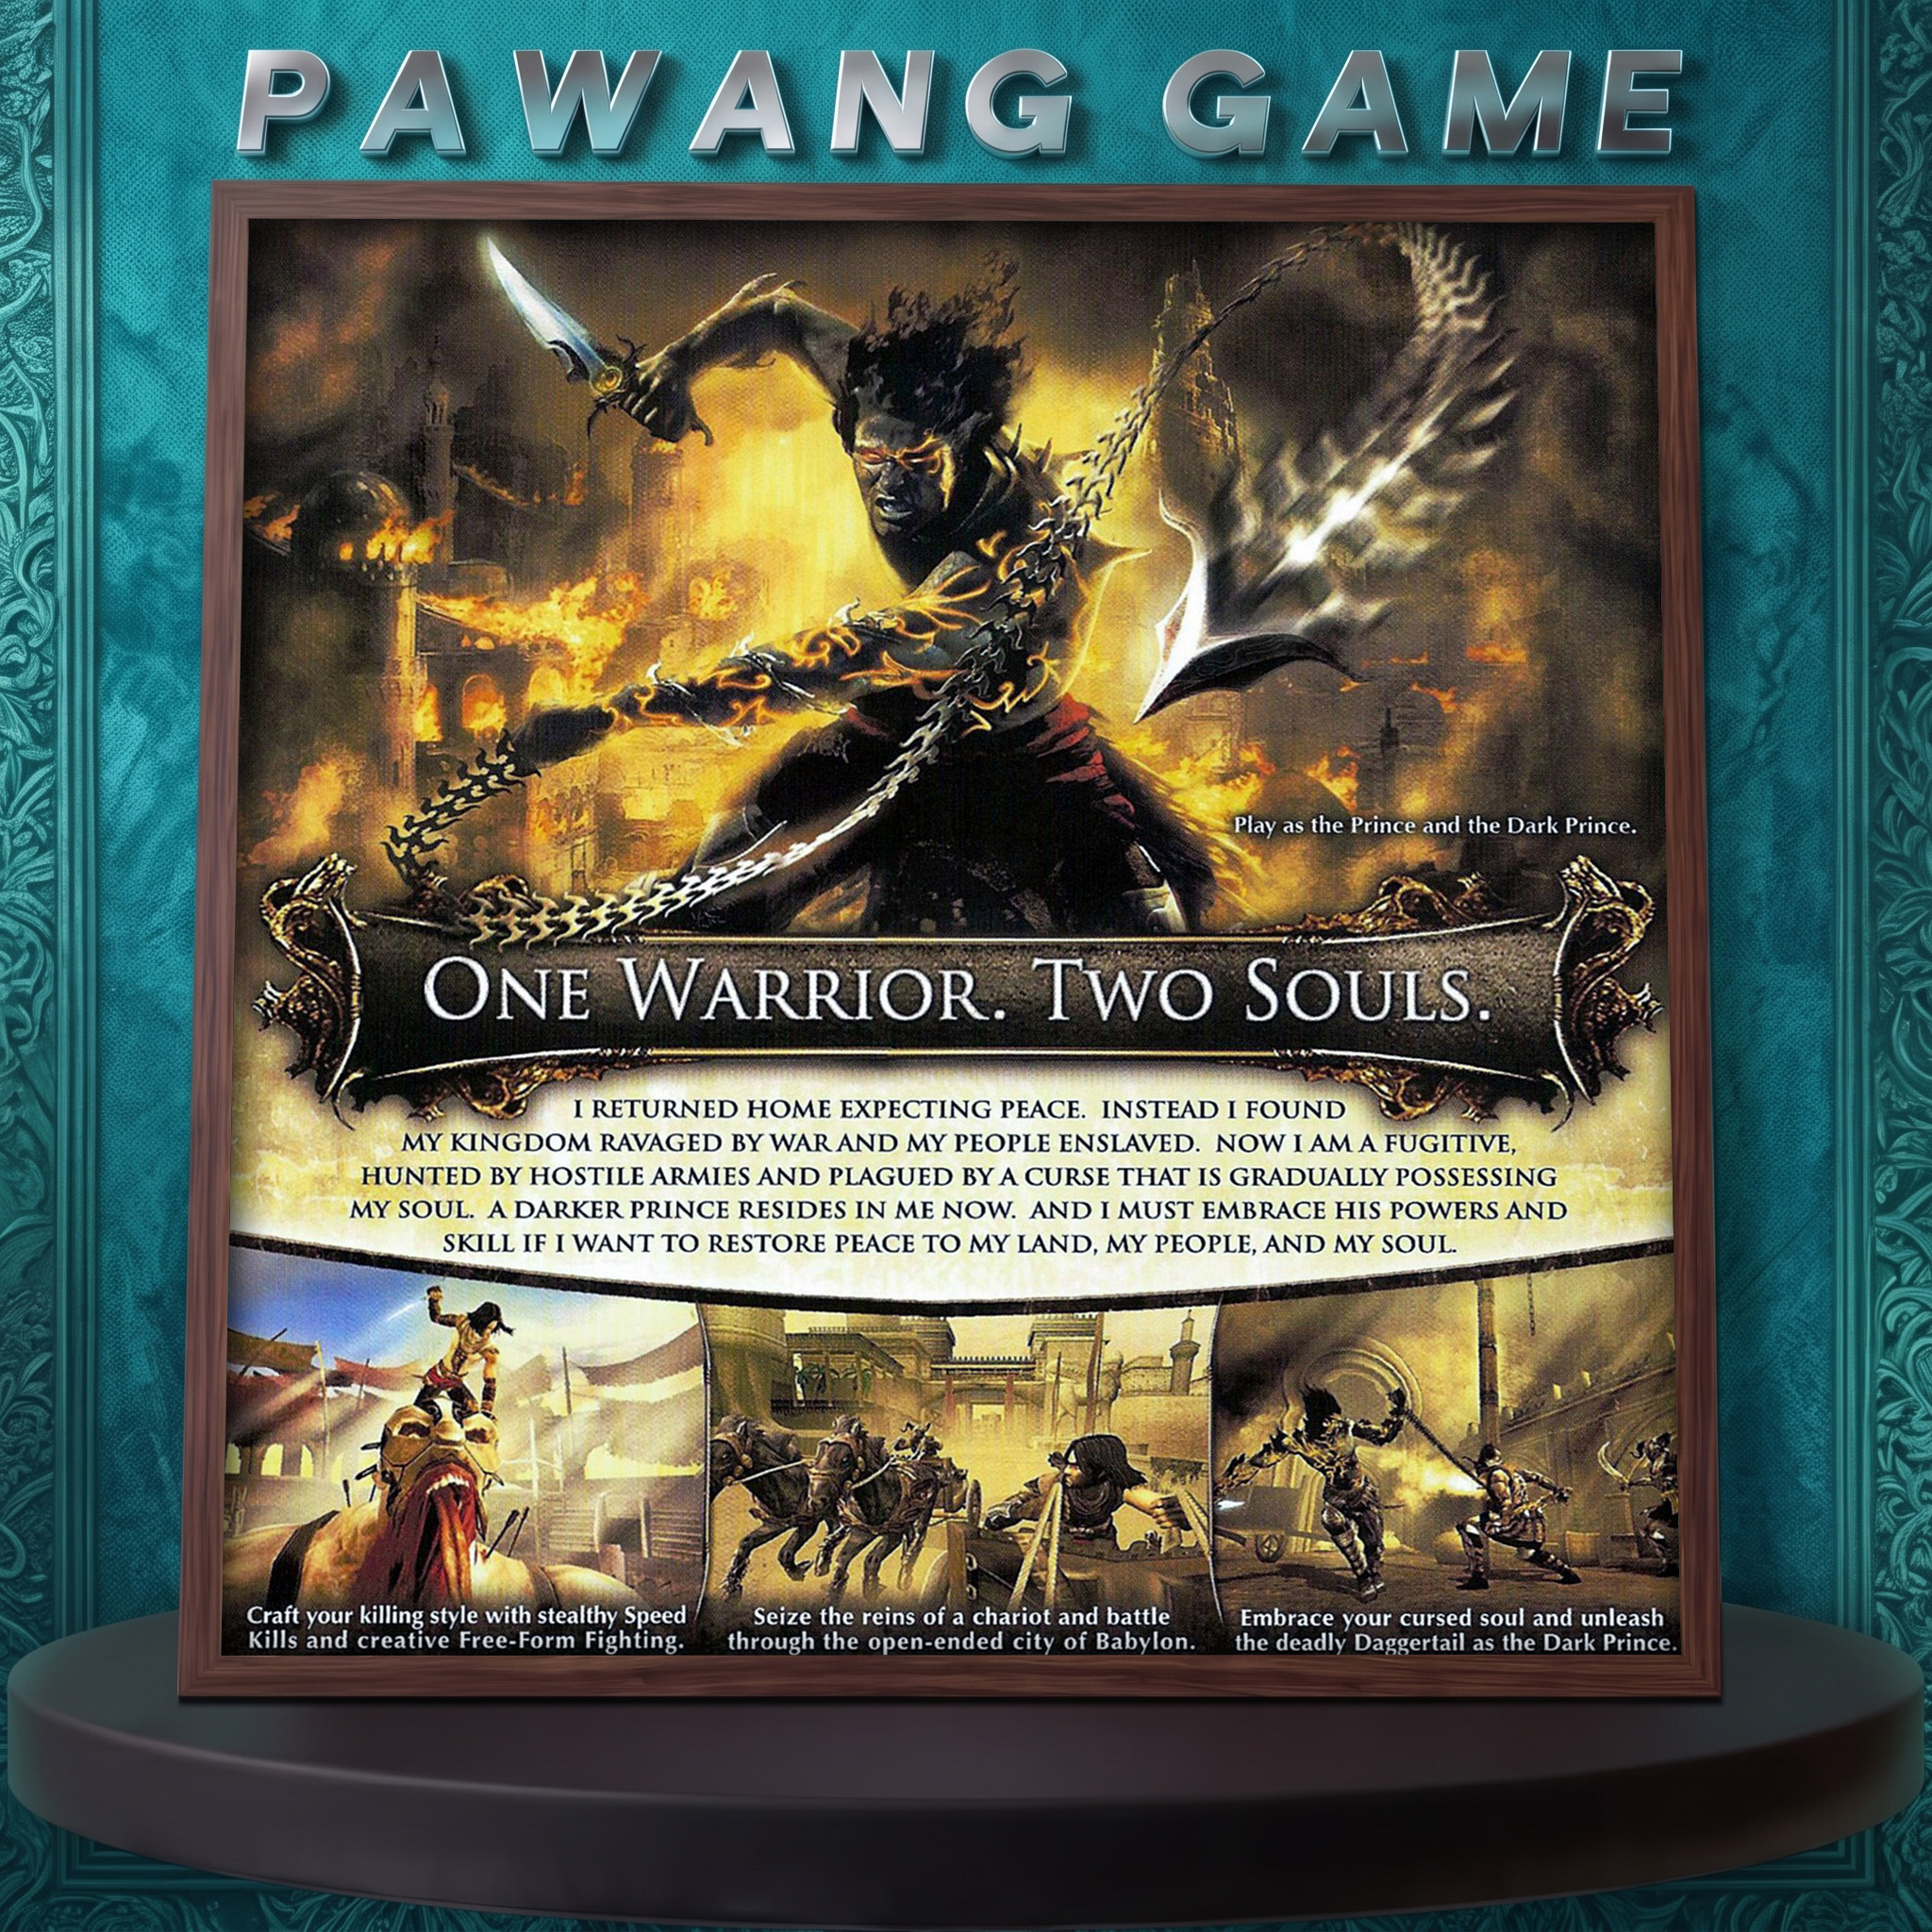 PAWANG GAME
Play as the Prince and the Dark Prince.
ONE WARRIOR. TWO SOULS.
I RETURNED HOME EXPECTING PEACE. INSTEAD I FOUND
MY KINGDOM RAVAGED BY WAR AND MY PEOPLE ENSLAVED. NOW I AM A FUGITIVE,
HUNTED BY HOSTILE ARMIES AND PLAGUED BY A CURSE THAT IS GRADUALLY POSSESSING
MY SOUL. A DARKER PRINCE RESIDES IN ME NOW. AND I MUST EMBRACE HIS POWERS AND
SKILL IF I WANT TO RESTORE PEACE TO MY LAND, MY PEOPLE, AND MY SOUL.
Craft your killing style with stealthy Speed
Kills and creative Free-Form Fighting.
Seize the reins of a chariot and battle
through the open-ended city of Babylon.
Embrace your cursed soul and unleash
the deadly Daggertail as the Dark Prince.